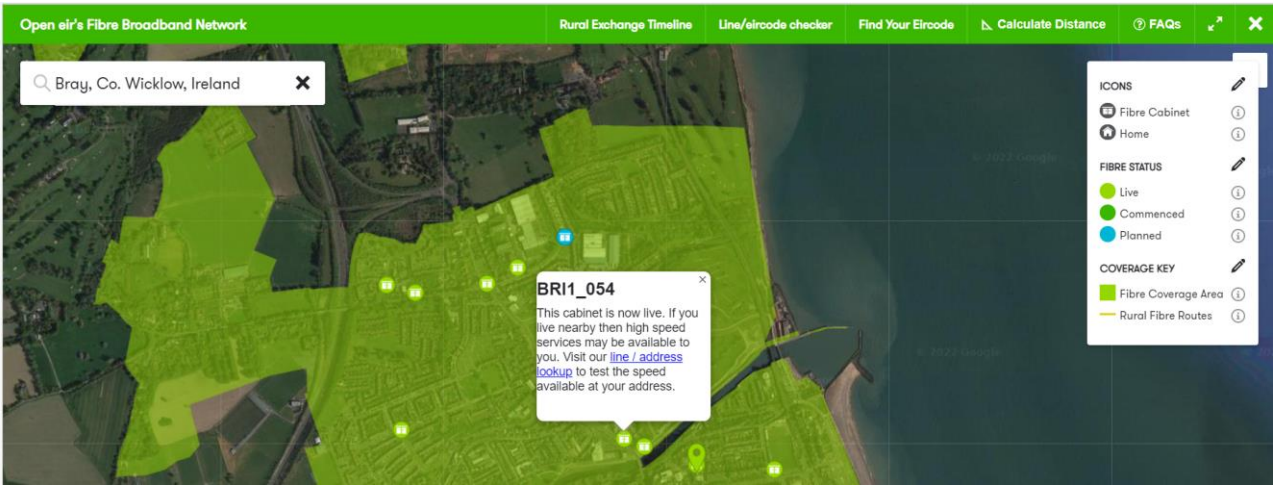 Open eir's Fibre Broadband Network
Rural Exchange Timeline
Line/eircode checker
Find Your Eircode
Calculate Distance
FAQs
Bray, Co. Wicklow, Ireland
ICONS
Fibre Cabinet
Home
FIBRE STATUS
Live
Commenced
Planned
COVERAGE KEY
Fibre Coverage Area
Rural Fibre Routes
BRI1_054
This cabinet is now live. If you
live nearby then high speed
services may be available to
you. Visit our line / address
lookup to test the speed
available at your address.
© 2022 Google
© 2022 Google